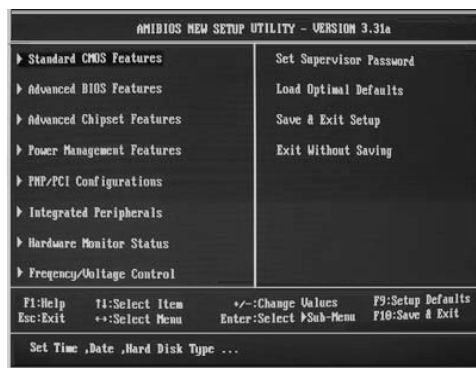 AMIBIOS NEW SETUP UTILITY - VERSION 3.31a
Standard CMOS Features
Advanced BIOS Features
Advanced Chipset Features
Power Management Features
PNP/PCI Configurations
Integrated Peripherals
Hardware Monitor Status
Freqency/Voltage Control
Set Supervisor Password
Load Optimal Defaults
Save & Exit Setup
Exit Without Saving
F1:Help ↑↓:Select Item +/-:Change Values F9:Setup Defaults
Esc:Exit ↔:Select Menu Enter:Select ▶Sub-Menu F10:Save & Exit
Set Time ,Date ,Hard Disk Type ...